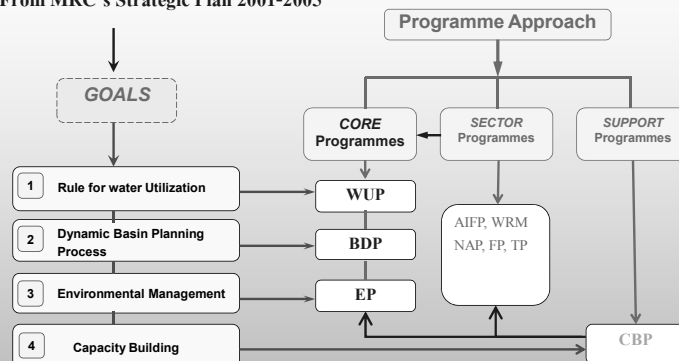 From MRC's Strategic Plan 2001-2005
Programme Approach
GOALS
CORE
Programmes
SECTOR
Programmes
SUPPORT
Programmes
1
Rule for water Utilization
WUP
2
Dynamic Basin Planning
Process
BDP
AIFP, WRM
NAP, FP, TP
3
Environmental Management
EP
4
Capacity Building
CBP